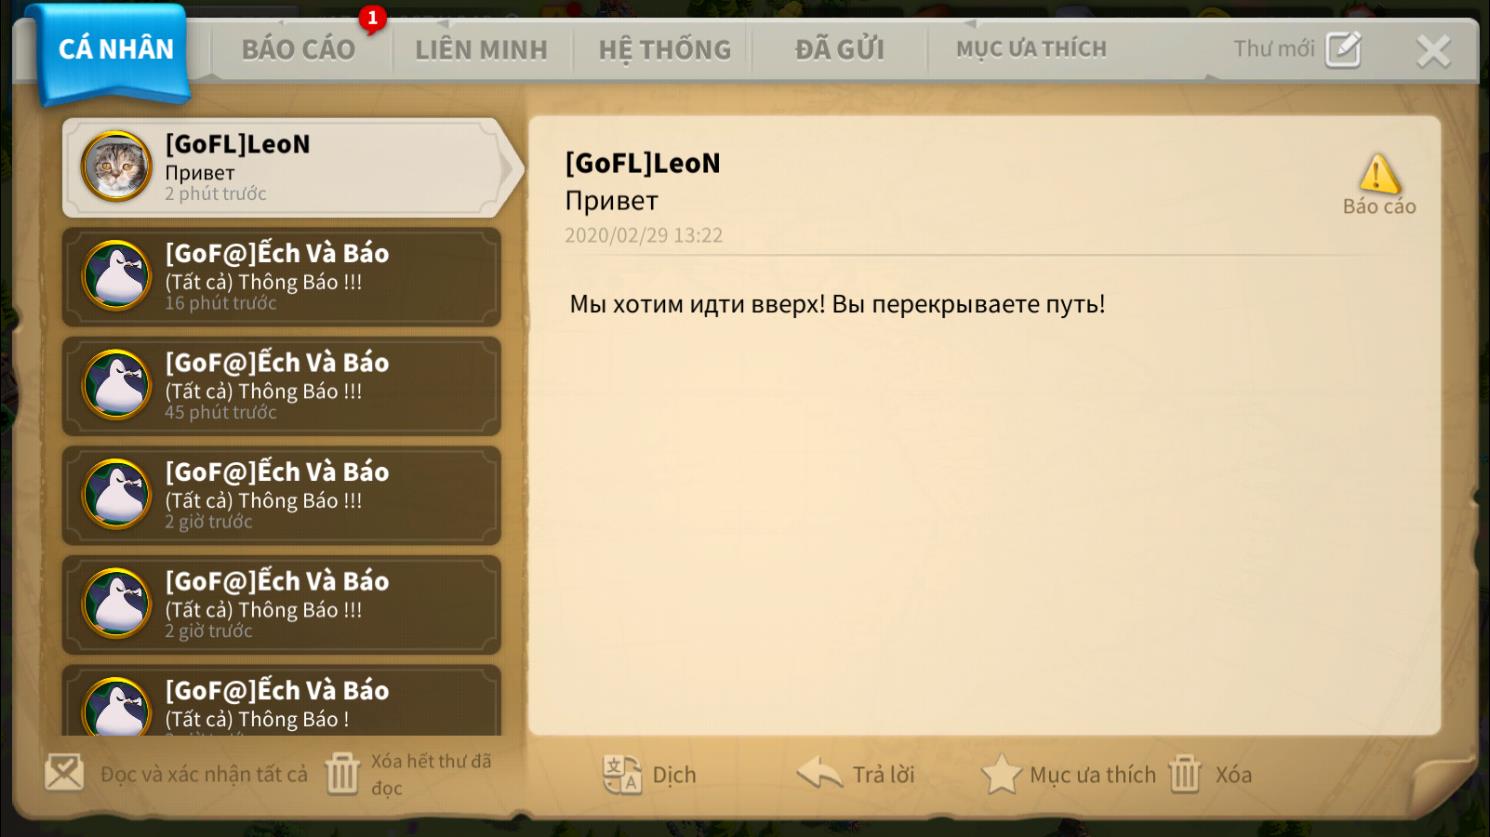 CÁ NHÂN
BÁO CÁO
1
LIÊN MINH
HỆ THỐNG
ĐÃ GỬI
MỤC ƯA THÍCH
Thư mới
[GoFL]LeoN
Привет
2 phút trước
[GoF@]Ếch Và Báo
(Tất cả) Thông Báo !!!
16 phút trước
[GoF@]Ếch Và Báo
(Tất cả) Thông Báo !!!
45 phút trước
[GoF@]Ếch Và Báo
(Tất cả) Thông Báo !!!
2 giờ trước
[GoF@]Ếch Và Báo
(Tất cả) Thông Báo !!!
2 giờ trước
[GoF@]Ếch Và Báo
(Tất cả) Thông Báo !
[GoFL]LeoN
Привет
2020/02/29 13:22
Báo cáo
Мы хотим идти вверх! Вы перекрываете путь!
Đọc và xác nhận tất cả
Xóa hết thư đã
đọc
Dịch
Trả lời
Mục ưa thích
Xóa